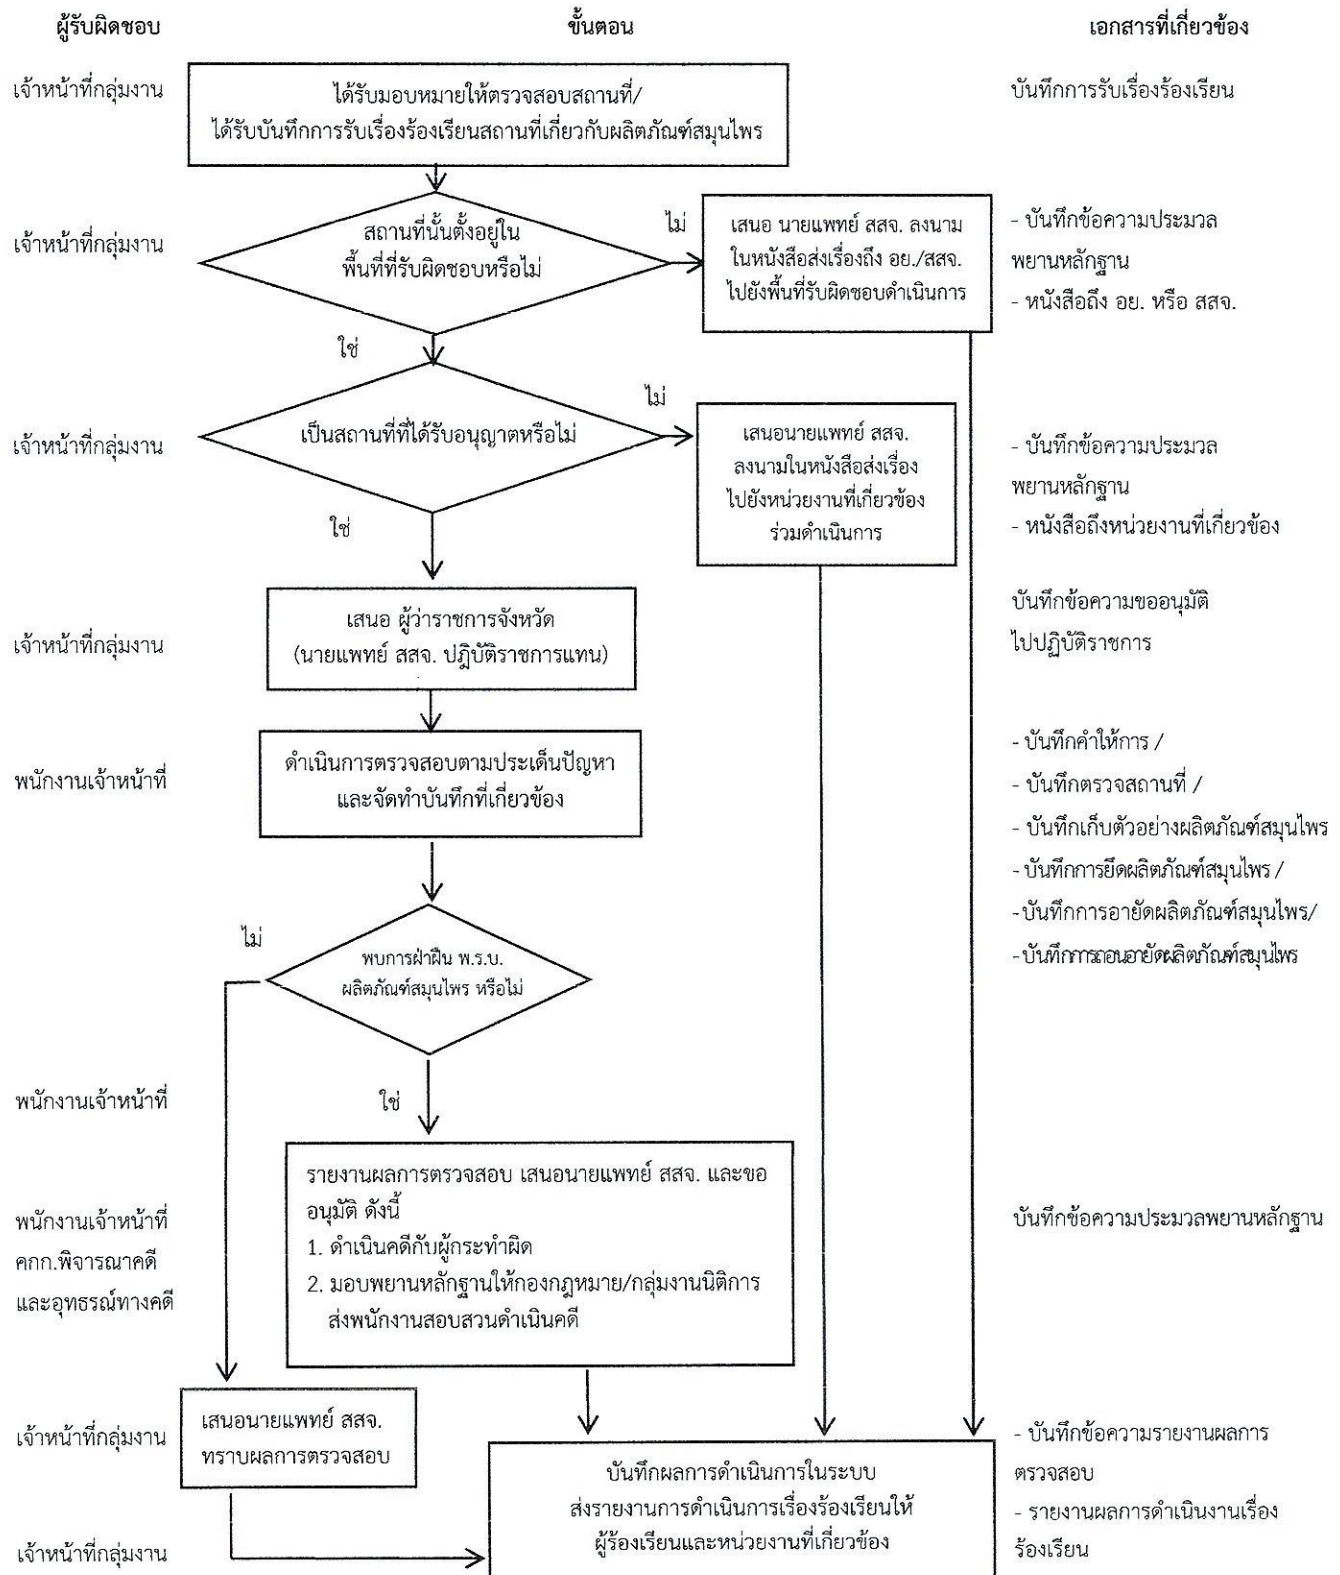 ผู้รับผิดชอบ
ขั้นตอน
เอกสารที่เกี่ยวข้อง
เจ้าหน้าที่กลุ่มงาน
ได้รับมอบหมายให้ตรวจสอบสถานที่/
ได้รับบันทึกการรับเรื่องร้องเรียนสถานที่เกี่ยวกับผลิตภัณฑ์สมุนไพร
บันทึกการรับเรื่องร้องเรียน
เจ้าหน้าที่กลุ่มงาน
สถานที่นั้นตั้งอยู่ใน
พื้นที่ที่รับผิดชอบหรือไม่
ไม่
เสนอ นายแพทย์ สสจ. ลงนาม
ในหนังสือส่งเรื่องถึง อย./สสจ.
ไปยังพื้นที่รับผิดชอบดำเนินการ
- บันทึกข้อความประมวล
พยานหลักฐาน
- หนังสือถึง อย. หรือ สสจ.
ใช่
เจ้าหน้าที่กลุ่มงาน
เป็นสถานที่ที่ได้รับอนุญาตหรือไม่
ไม่
เสนอนายแพทย์ สสจ.
ลงนามในหนังสือส่งเรื่อง
ไปยังหน่วยงานที่เกี่ยวข้อง
ร่วมดำเนินการ
- บันทึกข้อความประมวล
พยานหลักฐาน
- หนังสือถึงหน่วยงานที่เกี่ยวข้อง
ใช่
เจ้าหน้าที่กลุ่มงาน
เสนอ ผู้ว่าราชการจังหวัด
(นายแพทย์ สสจ. ปฏิบัติราชการแทน)
บันทึกข้อความขออนุมัติ
ไปปฏิบัติราชการ
พนักงานเจ้าหน้าที่
ดำเนินการตรวจสอบตามประเด็นปัญหา
และจัดทำบันทึกที่เกี่ยวข้อง
- บันทึกคำให้การ /
- บันทึกตรวจสถานที่ /
- บันทึกเก็บตัวอย่างผลิตภัณฑ์สมุนไพร
- บันทึกการยึดผลิตภัณฑ์สมุนไพร /
- บันทึกการอายัดผลิตภัณฑ์สมุนไพร/
- บันทึกการถอนอายัดผลิตภัณฑ์สมุนไพร
ไม่
พบการฝ่าฝืน พ.ร.บ.
ผลิตภัณฑ์สมุนไพร หรือไม่
พนักงานเจ้าหน้าที่
ใช่
พนักงานเจ้าหน้าที่
คกก.พิจารณาคดี
และอุทธรณ์ทางคดี
รายงานผลการตรวจสอบ เสนอนายแพทย์ สสจ. และขอ
อนุมัติ ดังนี้
1. ดำเนินคดีกับผู้กระทำผิด
2. มอบพยานหลักฐานให้กองกฎหมาย/กลุ่มงานนิติการ
ส่งพนักงานสอบสวนดำเนินคดี
บันทึกข้อความประมวลพยานหลักฐาน
เจ้าหน้าที่กลุ่มงาน
เสนอนายแพทย์ สสจ.
ทราบผลการตรวจสอบ
เจ้าหน้าที่กลุ่มงาน
บันทึกผลการดำเนินการในระบบ
ส่งรายงานการดำเนินการเรื่องร้องเรียนให้
ผู้ร้องเรียนและหน่วยงานที่เกี่ยวข้อง
- บันทึกข้อความรายงานผลการ
ตรวจสอบ
- รายงานผลการดำเนินงานเรื่อง
ร้องเรียน